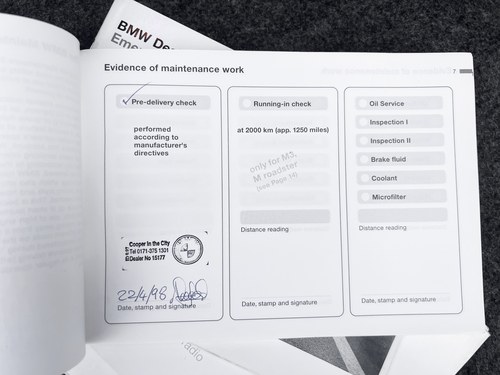 BMW De
Eme
Evidence of maintenance work
7
Pre-delivery check
performed
according to
manufacturer's
directives
Cooper In the City
Tel 0171-375 1301
Dealer No 15177
22/4/98
Date, stamp and signature
Running-in check
at 2000 km (app. 1250 miles)
only for M3,
M roadster
(see Page 14)
Distance reading
Date, stamp and signature
Oil Service
Inspection I
Inspection II
Brake fluid
Coolant
Microfilter
Distance reading
Date, stamp and signature
adio